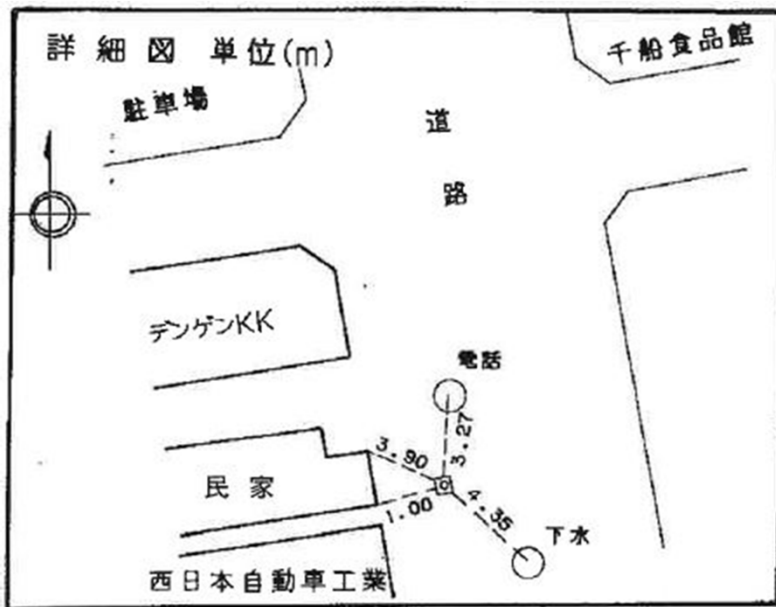 詳細図 単位(m)
千船食品館
駐車場
道
路
デンゲンKK
電話
3.27
3.90
民家
1.00
4.35
下水
西日本自動車工業